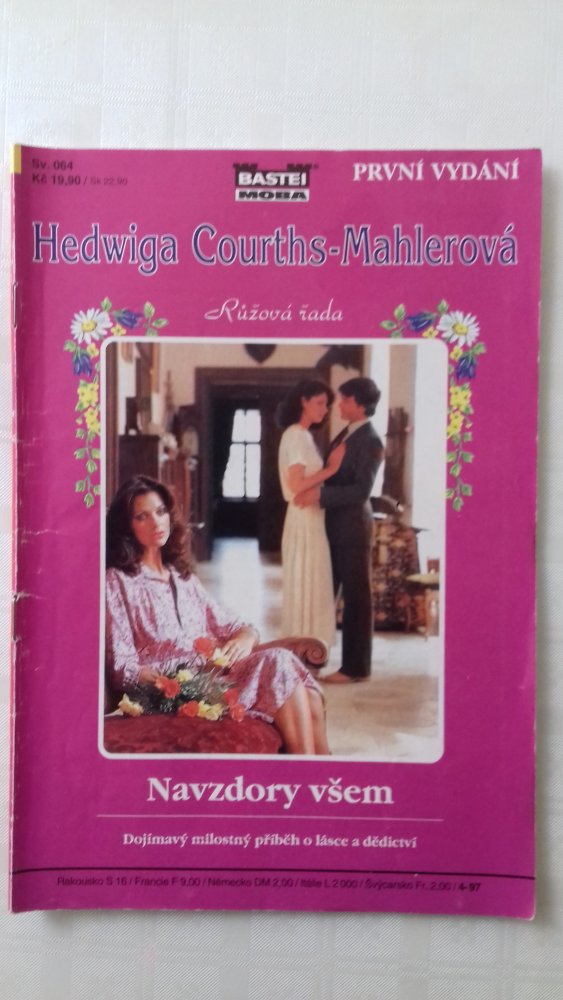 Sv. 064
Kč 19,90 / Sk 22,90
BASTEI
MOBA
PRVNÍ VYDÁNÍ
Hedwiga Courths-Mahlerová
Růžová řada
Navzdory všem
Dojímavý milostný příběh o lásce a dědictví
Rakousko S 16 / Francie F 9,00 / Německo DM 2,00 / Itálie L 2 000 / Švýcarsko Fr. 2,00 / 4-97